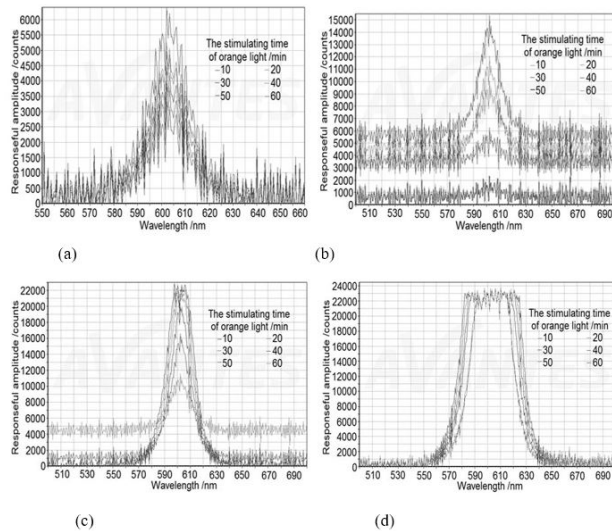 6000
5500
5000
4500
4000
3500
3000
2500
2000
1500
1000
500
0
Responseful amplitude /counts
The stimulating time
of orange light /min
10 20
30 40
50 60
550 560 570 580 590 600 610 620 630 640 650 660
Wavelength /nm
(a)
15000
14000
13000
12000
11000
10000
9000
8000
7000
6000
5000
4000
3000
2000
1000
0
Responseful amplitude /counts
The stimulating time
of orange light /min
-10 20
-30 40
-50 60
510 530 550 570 590 610 630 650 670 690
Wavelength /nm
(b)
22000
20000
18000
16000
14000
12000
10000
8000
6000
4000
2000
0
Responseful amplitude /counts
The stimulating time
of orange light /min
-10 20
-30 40
-50 60
510 530 550 570 590 610 630 650 670 690
Wavelength /nm
(c)
24000
22000
20000
18000
16000
14000
12000
10000
8000
6000
4000
2000
0
Responseful amplitude /counts
The stimulating time
of orange light /min
-10 20
-30 40
-50 60
510 530 550 570 590 610 630 650 670 690
Wavelength /nm
(d)